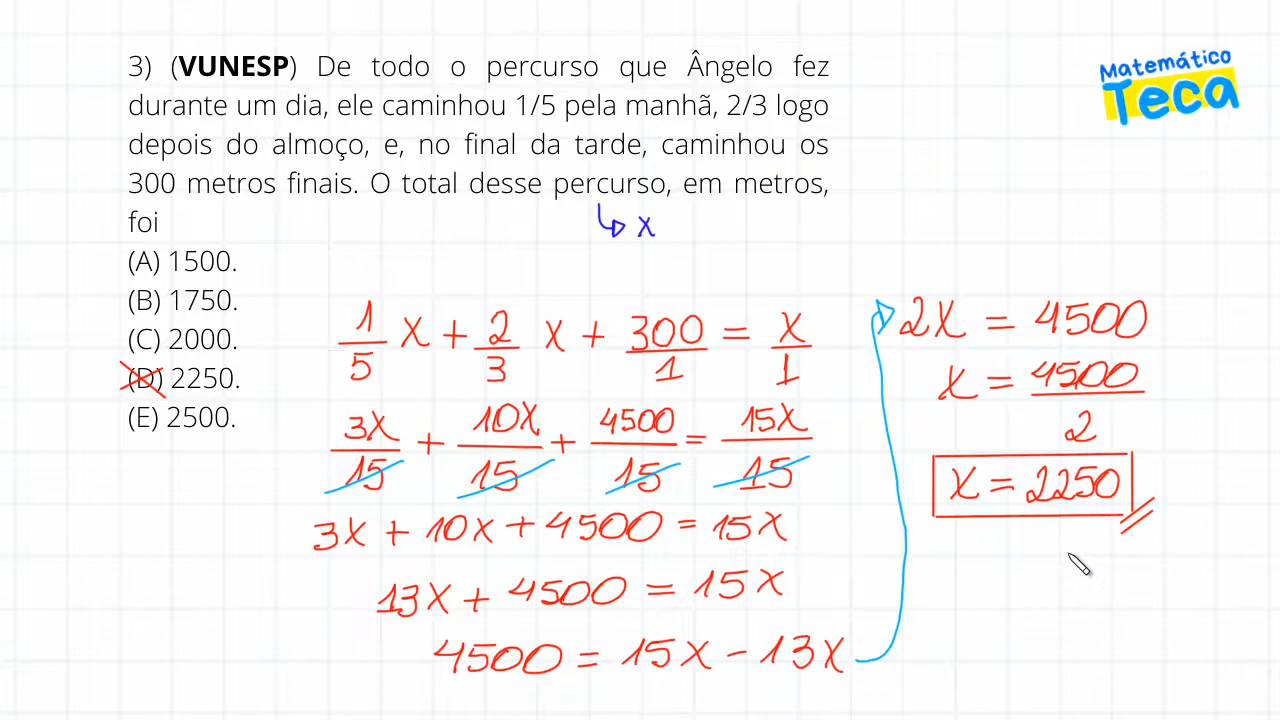 3) (VUNESP) De todo o percurso que Ângelo fez
durante um dia, ele caminhou 1/5 pela manhã, 2/3 logo
depois do almoço, e, no final da tarde, caminhou os
300 metros finais. O total desse percurso, em metros,
foi
x
(A) 1500.
(B) 1750.
(C) 2000.
(D) 2250.
(E) 2500.
Matemático
Teca
1/5 x + 2/3 x + 300/1 = x/1
3x/15 + 10x/15 + 4500/15 = 15x/15
3x + 10x + 4500 = 15x
13x + 4500 = 15x
4500 = 15x - 13x
2x = 4500
x = 4500/2
x = 2250